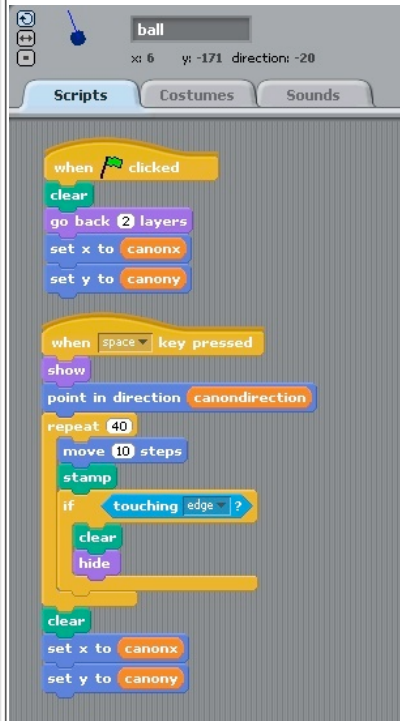 ball
x: 6 y: -171 direction: -20
Scripts Costumes Sounds
when clicked
clear
go back 2 layers
set x to canonx
set y to canony
when space key pressed
show
point in direction canondirection
repeat 40
move 10 steps
stamp
if touching edge ?
clear
hide
clear
set x to canonx
set y to canony